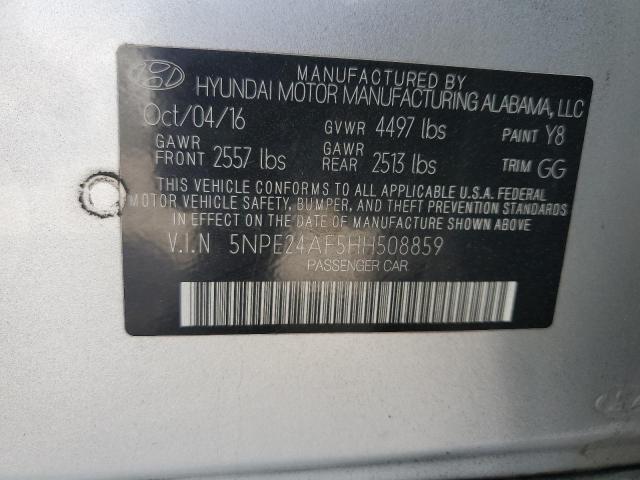 MANUFACTURED BY
HYUNDAI MOTOR MANUFACTURING ALABAMA, LLC
Oct/04/16 GVWR 4497 lbs PAINT Y8
GAWR FRONT 2557 lbs GAWR REAR 2513 lbs TRIM GG
THIS VEHICLE CONFORMS TO ALL APPLICABLE U.S.A. FEDERAL
MOTOR VEHICLE SAFETY, BUMPER, AND THEFT PREVENTION STANDARDS
IN EFFECT ON THE DATE OF MANUFACTURE SHOWN ABOVE
V.I.N 5NPE24AF5HH508859
PASSENGER CAR